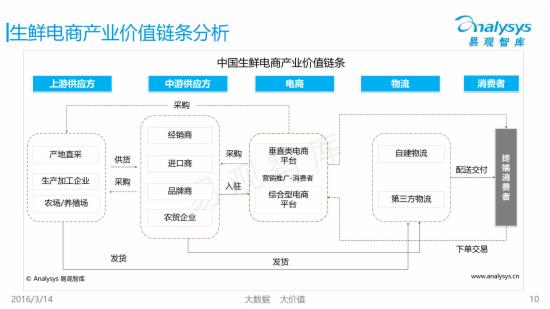 生鲜电商产业价值链条分析
analysys
易观智库
中国生鲜电商产业价值链条
上游供应方
中游供应方
电商
物流
消费者
采购
经销商
进口商
品牌商
农贸企业
产地直采
生产加工企业
农场/养殖场
供货
采购
采购
入驻
垂直类电商
平台
营销推广-消费者
综合型电商
平台
自建物流
第三方物流
配送交付
终端消费者
下单交易
发货
发货
易观智库
© Analysys 易观智库
www.analysys.cn
2016/3/14
大数据 大价值
10